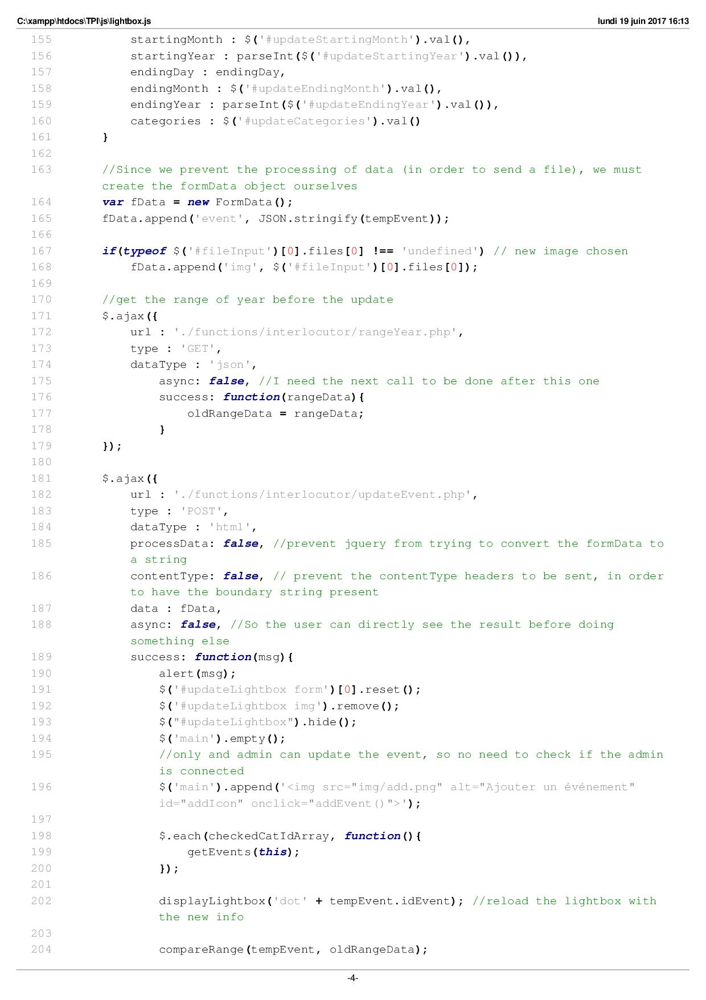 C:\xampp\htdocs\TPI\js\lightbox.js lundi 19 juin 2017 16:13
155 startingMonth : $('#updateStartingMonth').val(),
156 startingYear : parseInt($('#updateStartingYear').val()),
157 endingDay : endingDay,
158 endingMonth : $('#updateEndingMonth').val(),
159 endingYear : parseInt($('#updateEndingYear').val()),
160 categories : $('#updateCategories').val()
161 }
162
163 //Since we prevent the processing of data (in order to send a file), we must
create the formData object ourselves
164 var fData = new FormData();
165 fData.append('event', JSON.stringify(tempEvent));
166
167 if(typeof $('#fileInput')[0].files[0] !== 'undefined') // new image chosen
168 fData.append('img', $('#fileInput')[0].files[0]);
169
170 //get the range of year before the update
171 $.ajax({
172 url : './functions/interlocutor/rangeYear.php',
173 type : 'GET',
174 dataType : 'json',
175 async: false, //I need the next call to be done after this one
176 success: function(rangeData){
177 oldRangeData = rangeData;
178 }
179 });
180
181 $.ajax({
182 url : './functions/interlocutor/updateEvent.php',
183 type : 'POST',
184 dataType : 'html',
185 processData: false, //prevent jquery from trying to convert the formData to
a string
186 contentType: false, // prevent the contentType headers to be sent, in order
to have the boundary string present
187 data : fData,
188 async: false, //So the user can directly see the result before doing
something else
189 success: function(msg){
190 alert(msg);
191 $('#updateLightbox form')[0].reset();
192 $('#updateLightbox img').remove();
193 $("#updateLightbox").hide();
194 $('main').empty();
195 //only and admin can update the event, so no need to check if the admin
is connected
196 $('main').append('<img src="img/add.png" alt="Ajouter un événement"
id="addIcon" onclick="addEvent()">');
197
198 $.each(checkedCatIdArray, function(){
199 getEvents(this);
200 });
201
202 displayLightbox('dot' + tempEvent.idEvent); //reload the lightbox with
the new info
203
204 compareRange(tempEvent, oldRangeData);
-4-